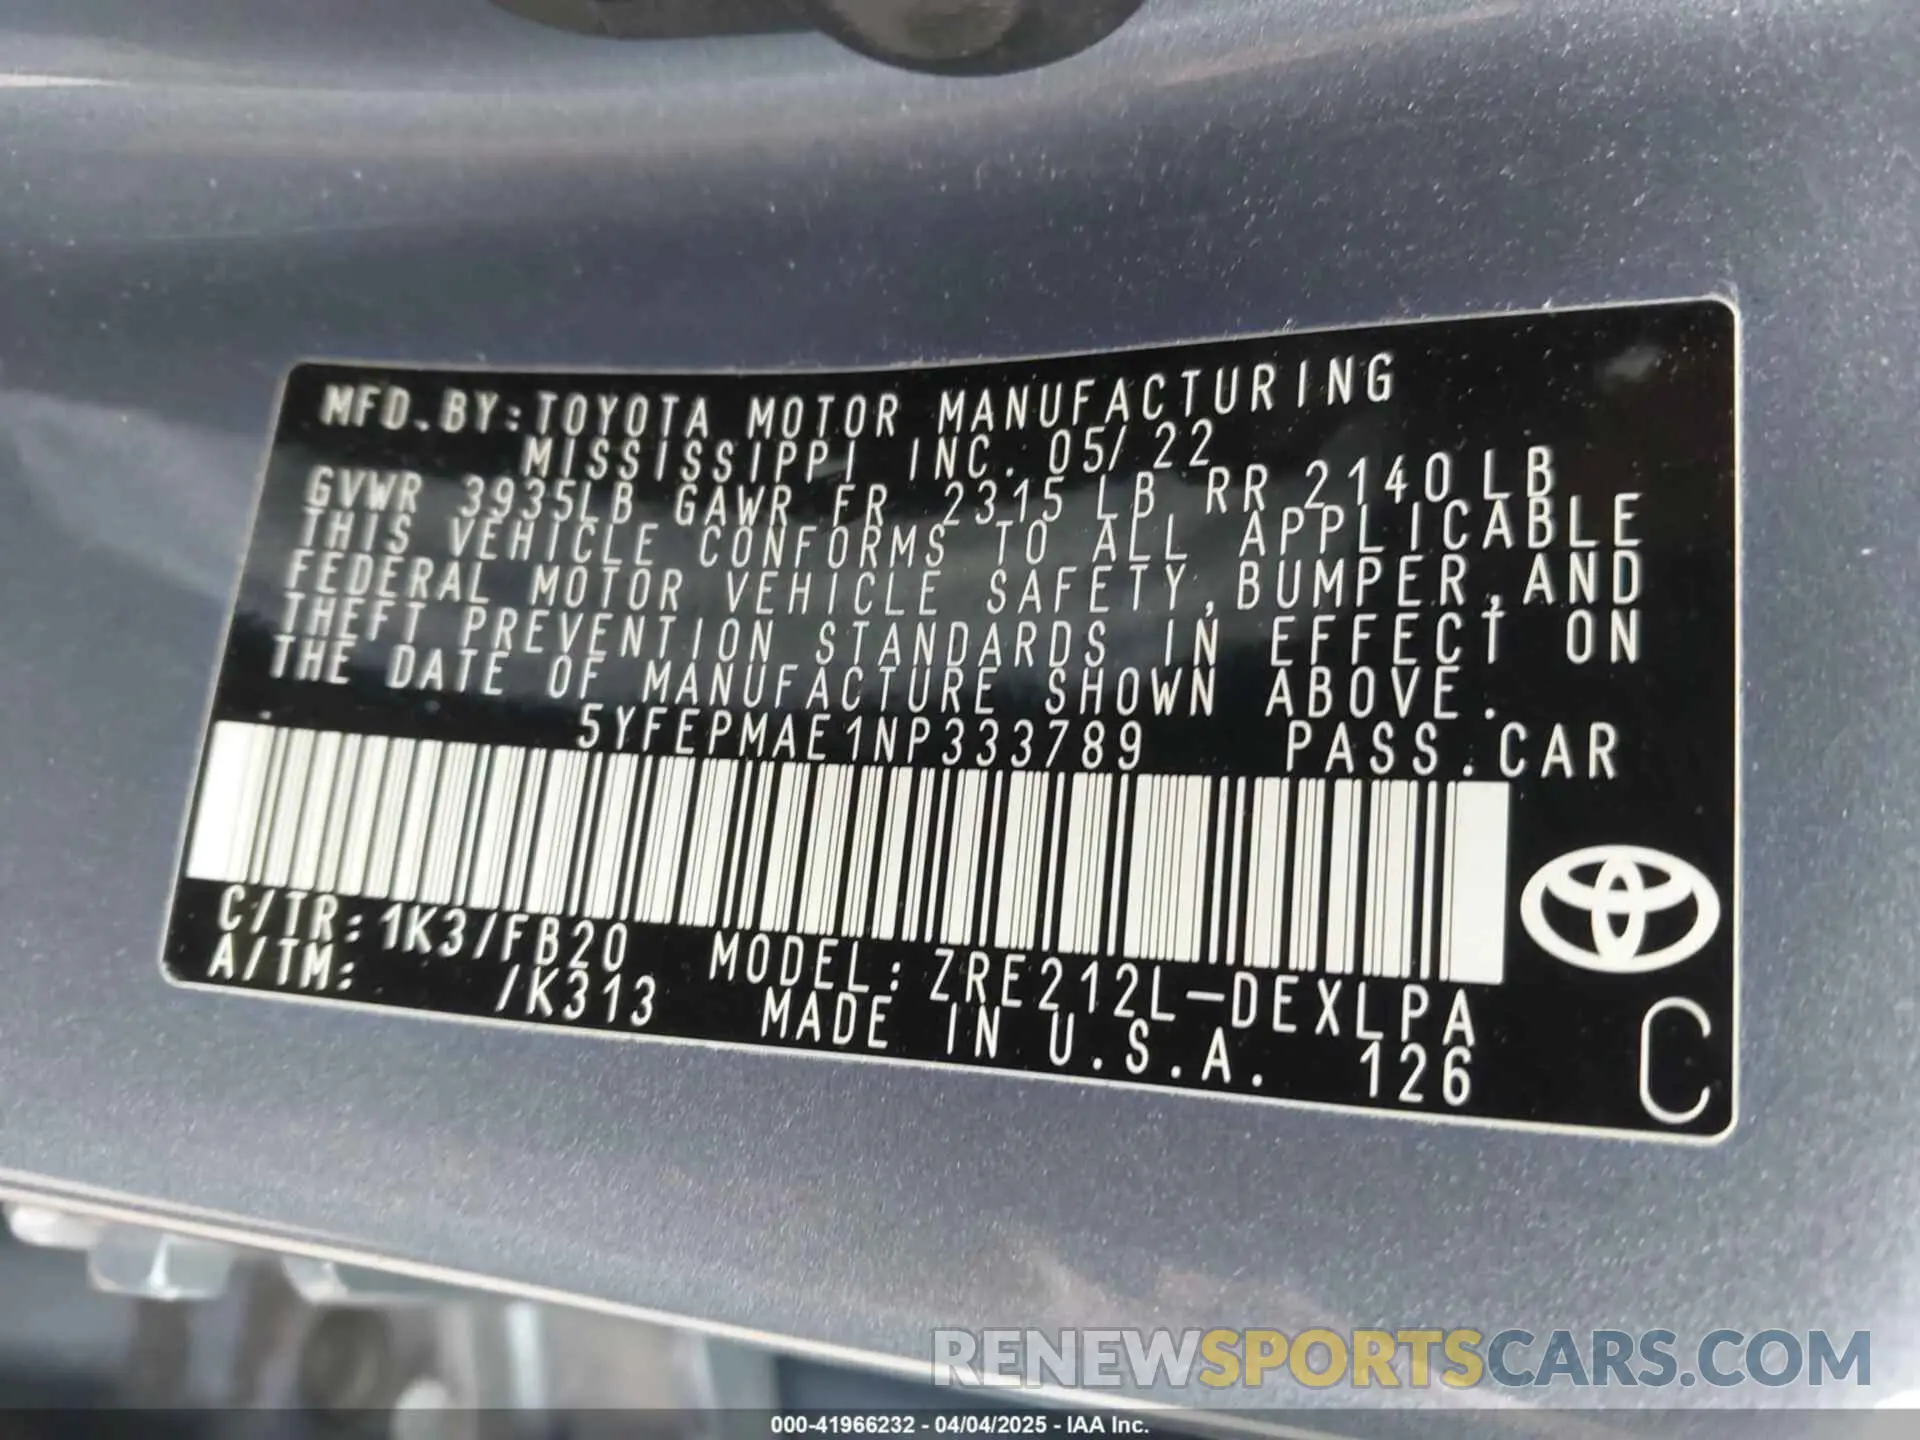 MFD.BY:TOYOTA MOTOR MANUFACTURING
MISSISSIPPI INC. 05/22
GVWR 3935LB GAWR FR 2315LB RR 2140LB
THIS VEHICLE CONFORMS TO ALL APPLICABLE
FEDERAL MOTOR VEHICLE SAFETY,BUMPER,AND
THEFT PREVENTION STANDARDS IN EFFECT ON
THE DATE OF MANUFACTURE SHOWN ABOVE.
5YFEPMAE1NP333789 PASS.CAR
C/TR:1K3/FB20 MODEL:ZRE212L-DEXLPA
A/TM: /K313 MADE IN U.S.A. 126
C
RENEWSPORTSCARS.COM
000-41966232 - 04/04/2025 - IAA Inc.